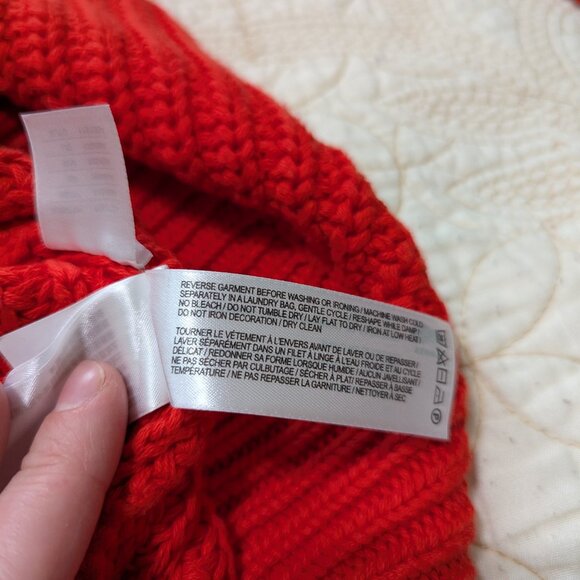 REVERSE GARMENT BEFORE WASHING OR IRONING / MACHINE WASH COLD
SEPARATELY IN A LAUNDRY BAG, GENTLE CYCLE / RESHAPE WHILE DAMP /
NO BLEACH / DO NOT TUMBLE DRY / LAY FLAT TO DRY / IRON AT LOW HEAT /
DO NOT IRON DECORATION / DRY CLEAN
TOURNER LE VÊTEMENT À L'ENVERS AVANT DE LAVER OU DE REPASSER /
LAVER SÉPAREMENT DANS UN FILET À LINGE À L'EAU FROIDE ET AU CYCLE
DÉLICAT / REDONNER SA FORME LORSQUE HUMIDE / AUCUN JAVELLISANT /
NE PAS SÉCHER PAR CULBUTAGE / SÉCHER À PLAT/ REPASSER À BASSE
TEMPÉRATURE / NE PAS REPASSER LA GARNITURE / NETTOYER À SEC
P